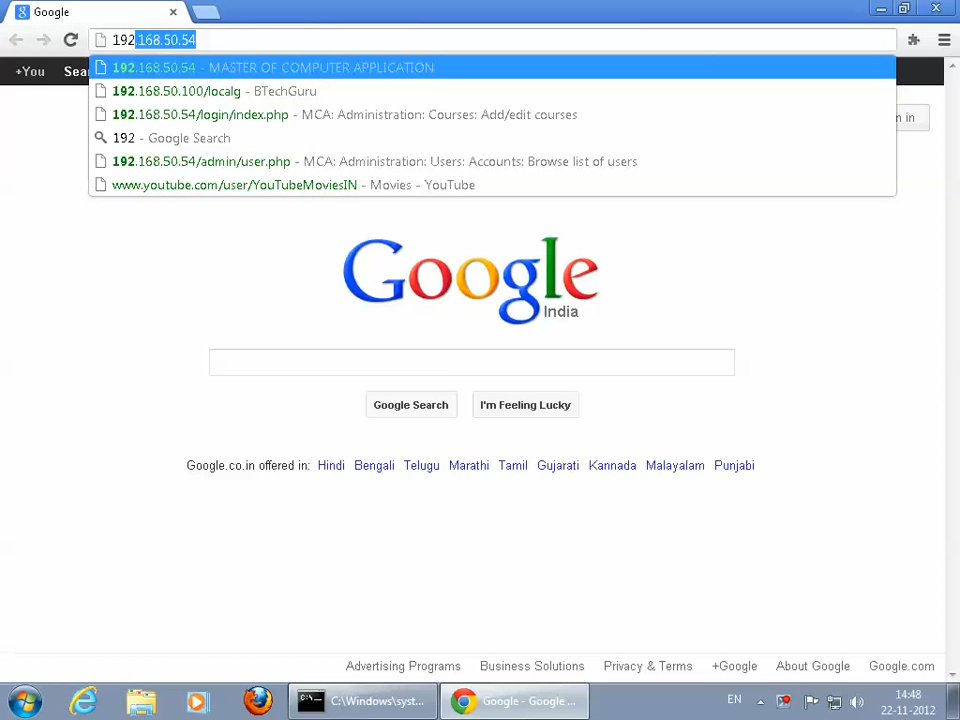 Google
192.168.50.54
192.168.50.54 - MASTER OF COMPUTER APPLICATION
+You Sea
192.168.50.100/localg - BTechGuru
192.168.50.54/login/index.php - MCA: Administration: Courses: Add/edit courses
n in
192 - Google Search
192.168.50.54/admin/user.php - MCA: Administration: Users: Accounts: Browse list of users
www.youtube.com/user/YouTubeMoviesIN - Movies - YouTube
Google
India
Google Search I'm Feeling Lucky
Google.co.in offered in: Hindi Bengali Telugu Marathi Tamil Gujarati Kannada Malayalam Punjabi
Advertising Programs Business Solutions Privacy & Terms +Google About Google Google.com
C:\Windows\syst... Google - Google ... EN 14:48
22-11-2012